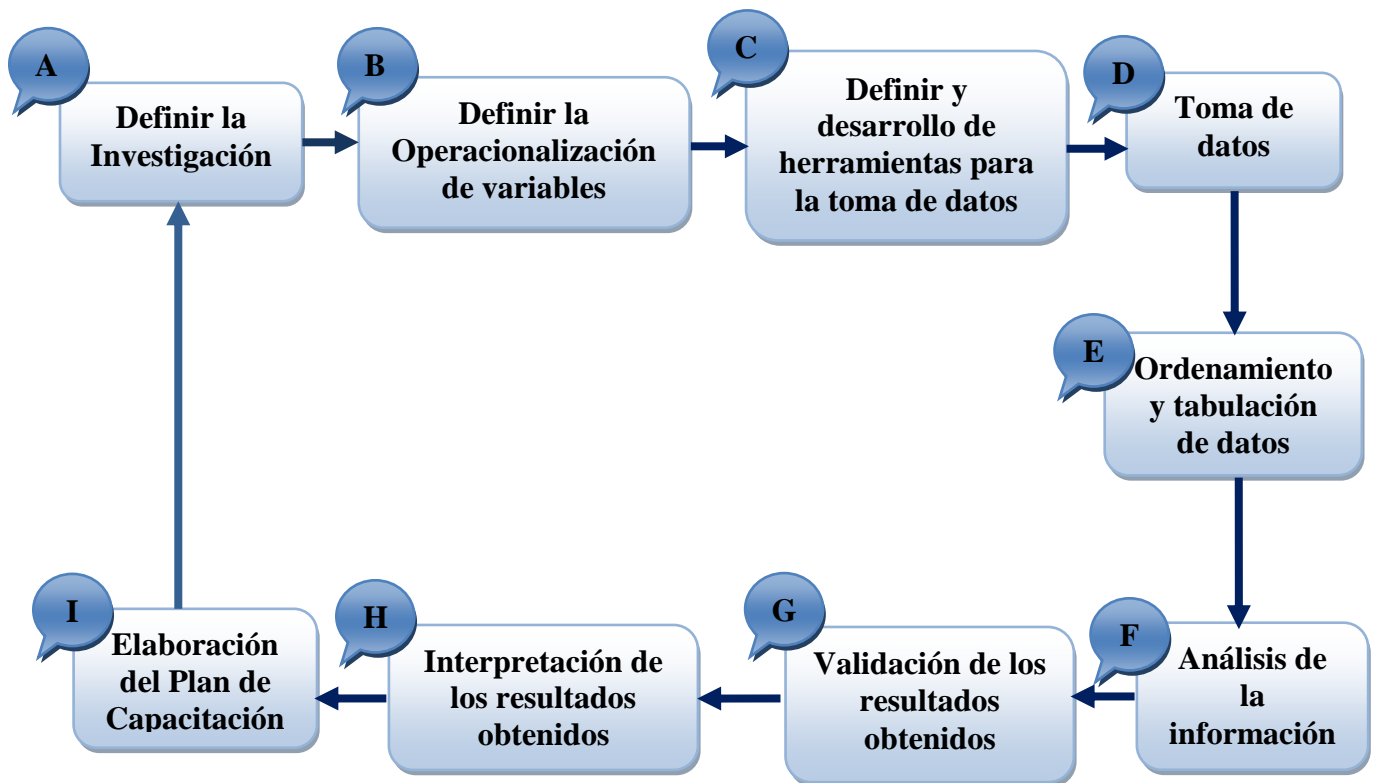 A
Definir la
Investigación
B
Definir la
Operacionalización
de variables
C
Definir y
desarrollo de
herramientas para
la toma de datos
D
Toma de
datos
E
Ordenamiento
y tabulación
de datos
F
Análisis de
la
información
G
Validación de los
resultados
obtenidos
H
Interpretación de
los resultados
obtenidos
I
Elaboración
del Plan de
Capacitación